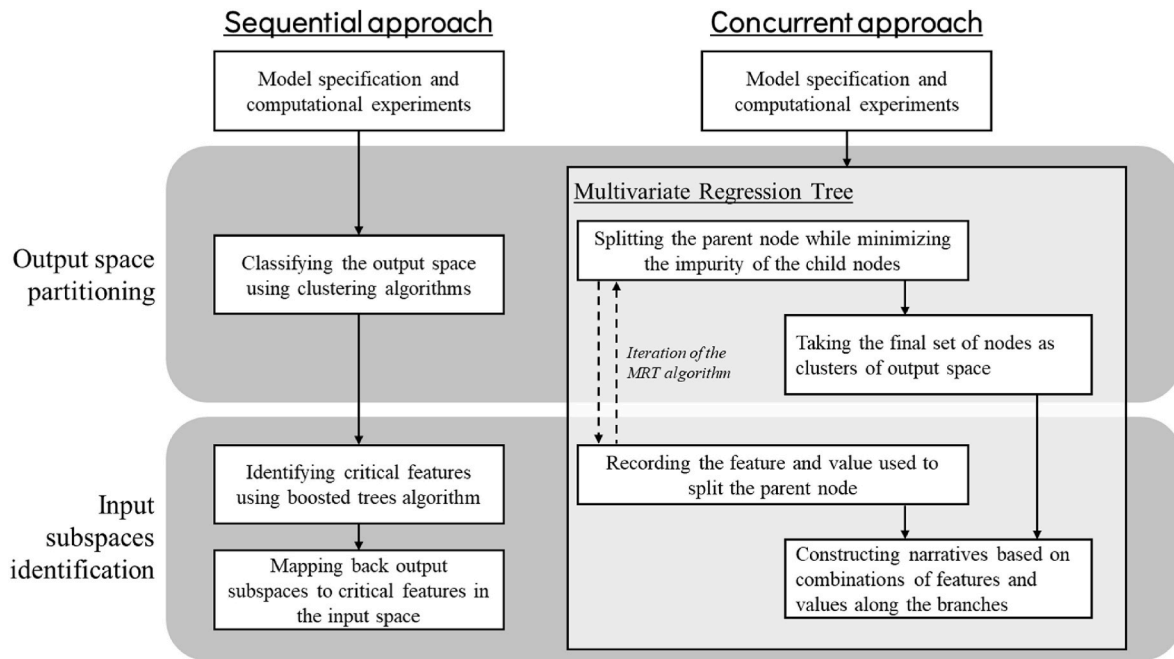 Sequential approach
Concurrent approach
Model specification and
computational experiments
Model specification and
computational experiments
Output space
partitioning
Classifying the output space
using clustering algorithms
Multivariate Regression Tree
Splitting the parent node while minimizing
the impurity of the child nodes
Iteration of the
MRT algorithm
Taking the final set of nodes as
clusters of output space
Input
subspaces
identification
Identifying critical features
using boosted trees algorithm
Mapping back output
subspaces to critical features in
the input space
Recording the feature and value used to
split the parent node
Constructing narratives based on
combinations of features and
values along the branches